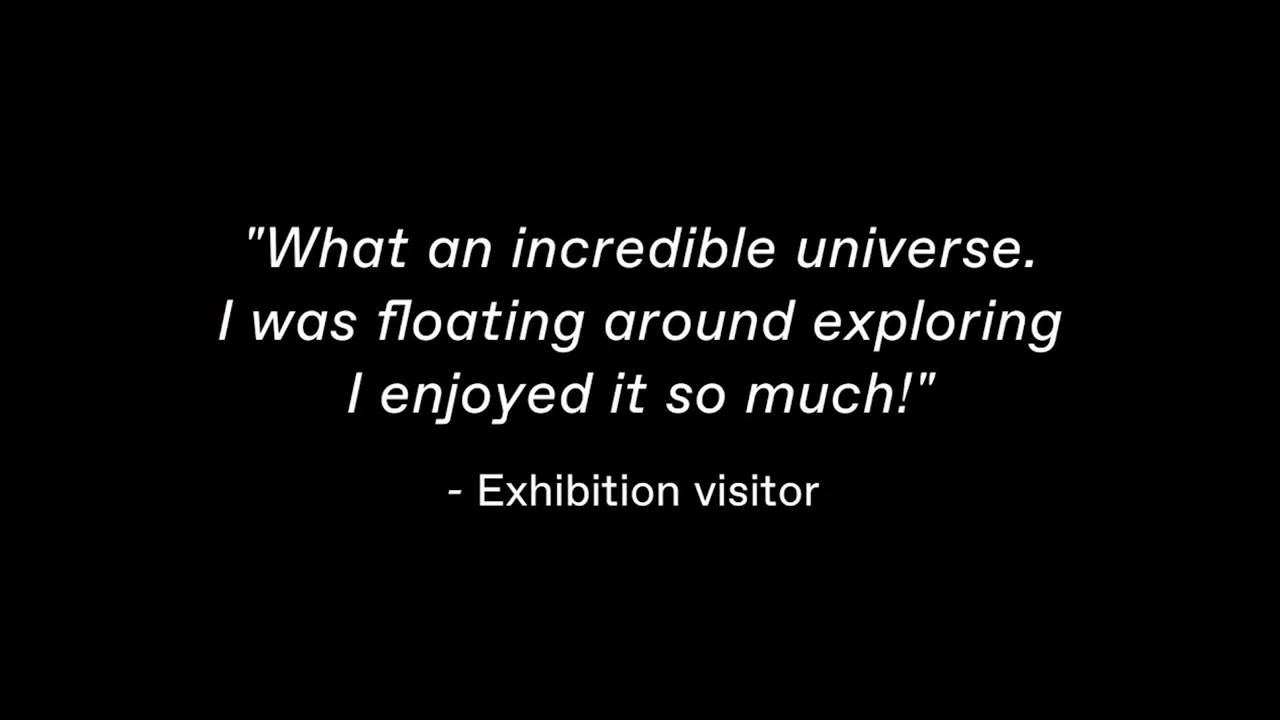 "What an incredible universe.
I was floating around exploring
I enjoyed it so much!"
- Exhibition visitor